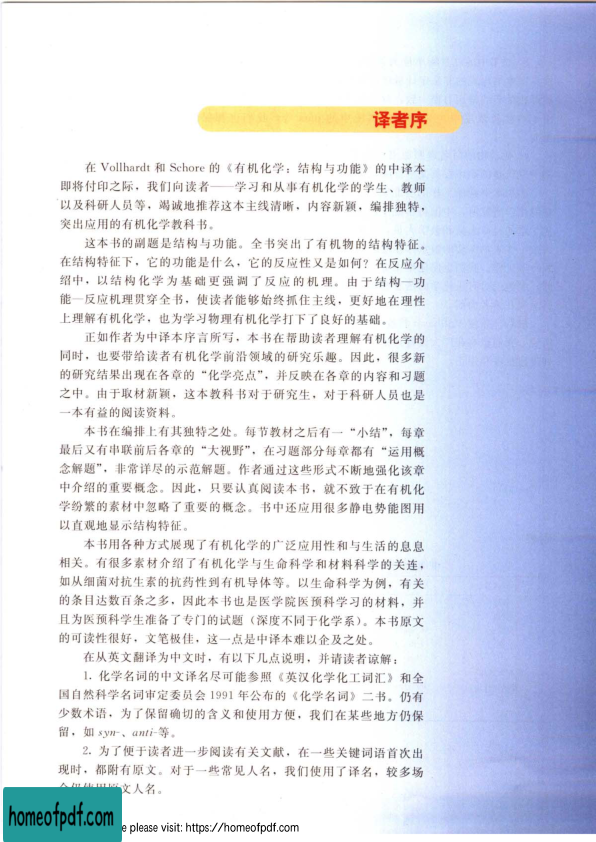 译者序
在 Vollhardt 和 Schore 的《有机化学：结构与功能》的中译本
即将付印之际，我们向读者——学习和从事有机化学的学生、教师
以及科研人员等，竭诚地推荐这本主线清晰，内容新颖，编排独特，
突出应用的有机化学教科书。
这本书的副题是结构与功能。全书突出了有机物的结构特征。
在结构特征下，它的功能是什么，它的反应性又是如何？在反应介
绍中，以结构化学为基础更强调了反应的机理。由于结构—功
能—反应机理贯穿全书，使读者能够始终抓住主线，更好地在理性
上理解有机化学，也为学习物理有机化学打下了良好的基础。
正如作者为中译本序言所写，本书在帮助读者理解有机化学的
同时，也要带给读者有机化学前沿领域的研究乐趣。因此，很多新
的研究结果出现在各章的“化学亮点”，并反映在各章的内容和习题
之中。由于取材新颖，这本教科书对于研究生，对于科研人员也是
一本有益的阅读资料。
本书在编排上有其独特之处。每节教材之后有一“小结”，每章
最后又有串联前后各章的“大视野”，在习题部分每章都有“运用概
念解题”，非常详尽的示范解题。作者通过这些形式不断地强化该章
中介绍的重要概念。因此，只要认真阅读本书，就不致于在有机化
学纷繁的素材中忽略了重要的概念。书中还应用很多静电势能图用
以直观地显示结构特征。
本书用各种方式展现了有机化学的广泛应用性和与生活的息息
相关。有很多素材介绍了有机化学与生命科学和材料科学的关连，
如从细菌对抗生素的抗药性到有机导体等。以生命科学为例，有关
的条目达数百条之多，因此本书也是医学院医预科学习的材料，并
且为医预科学生准备了专门的试题（深度不同于化学系）。本书原文
的可读性很好，文笔极佳，这一点是中译本难以企及之处。
在从英文翻译为中文时，有以下几点说明，并请读者谅解：
1. 化学名词的中文译名尽可能参照《英汉化学化工词汇》和全
国自然科学名词审定委员会 1991 年公布的《化学名词》二书。仍有
少数术语，为了保留确切的含义和使用方便，我们在某些地方仍保
留，如 syn-、anti-等。
2. 为了便于读者进一步阅读有关文献，在一些关键词语首次出
现时，都附有原文。对于一些常见人名，我们使用了译名，较多场
文人名。
homeofpdf.com
e please visit: https://homeofpdf.com